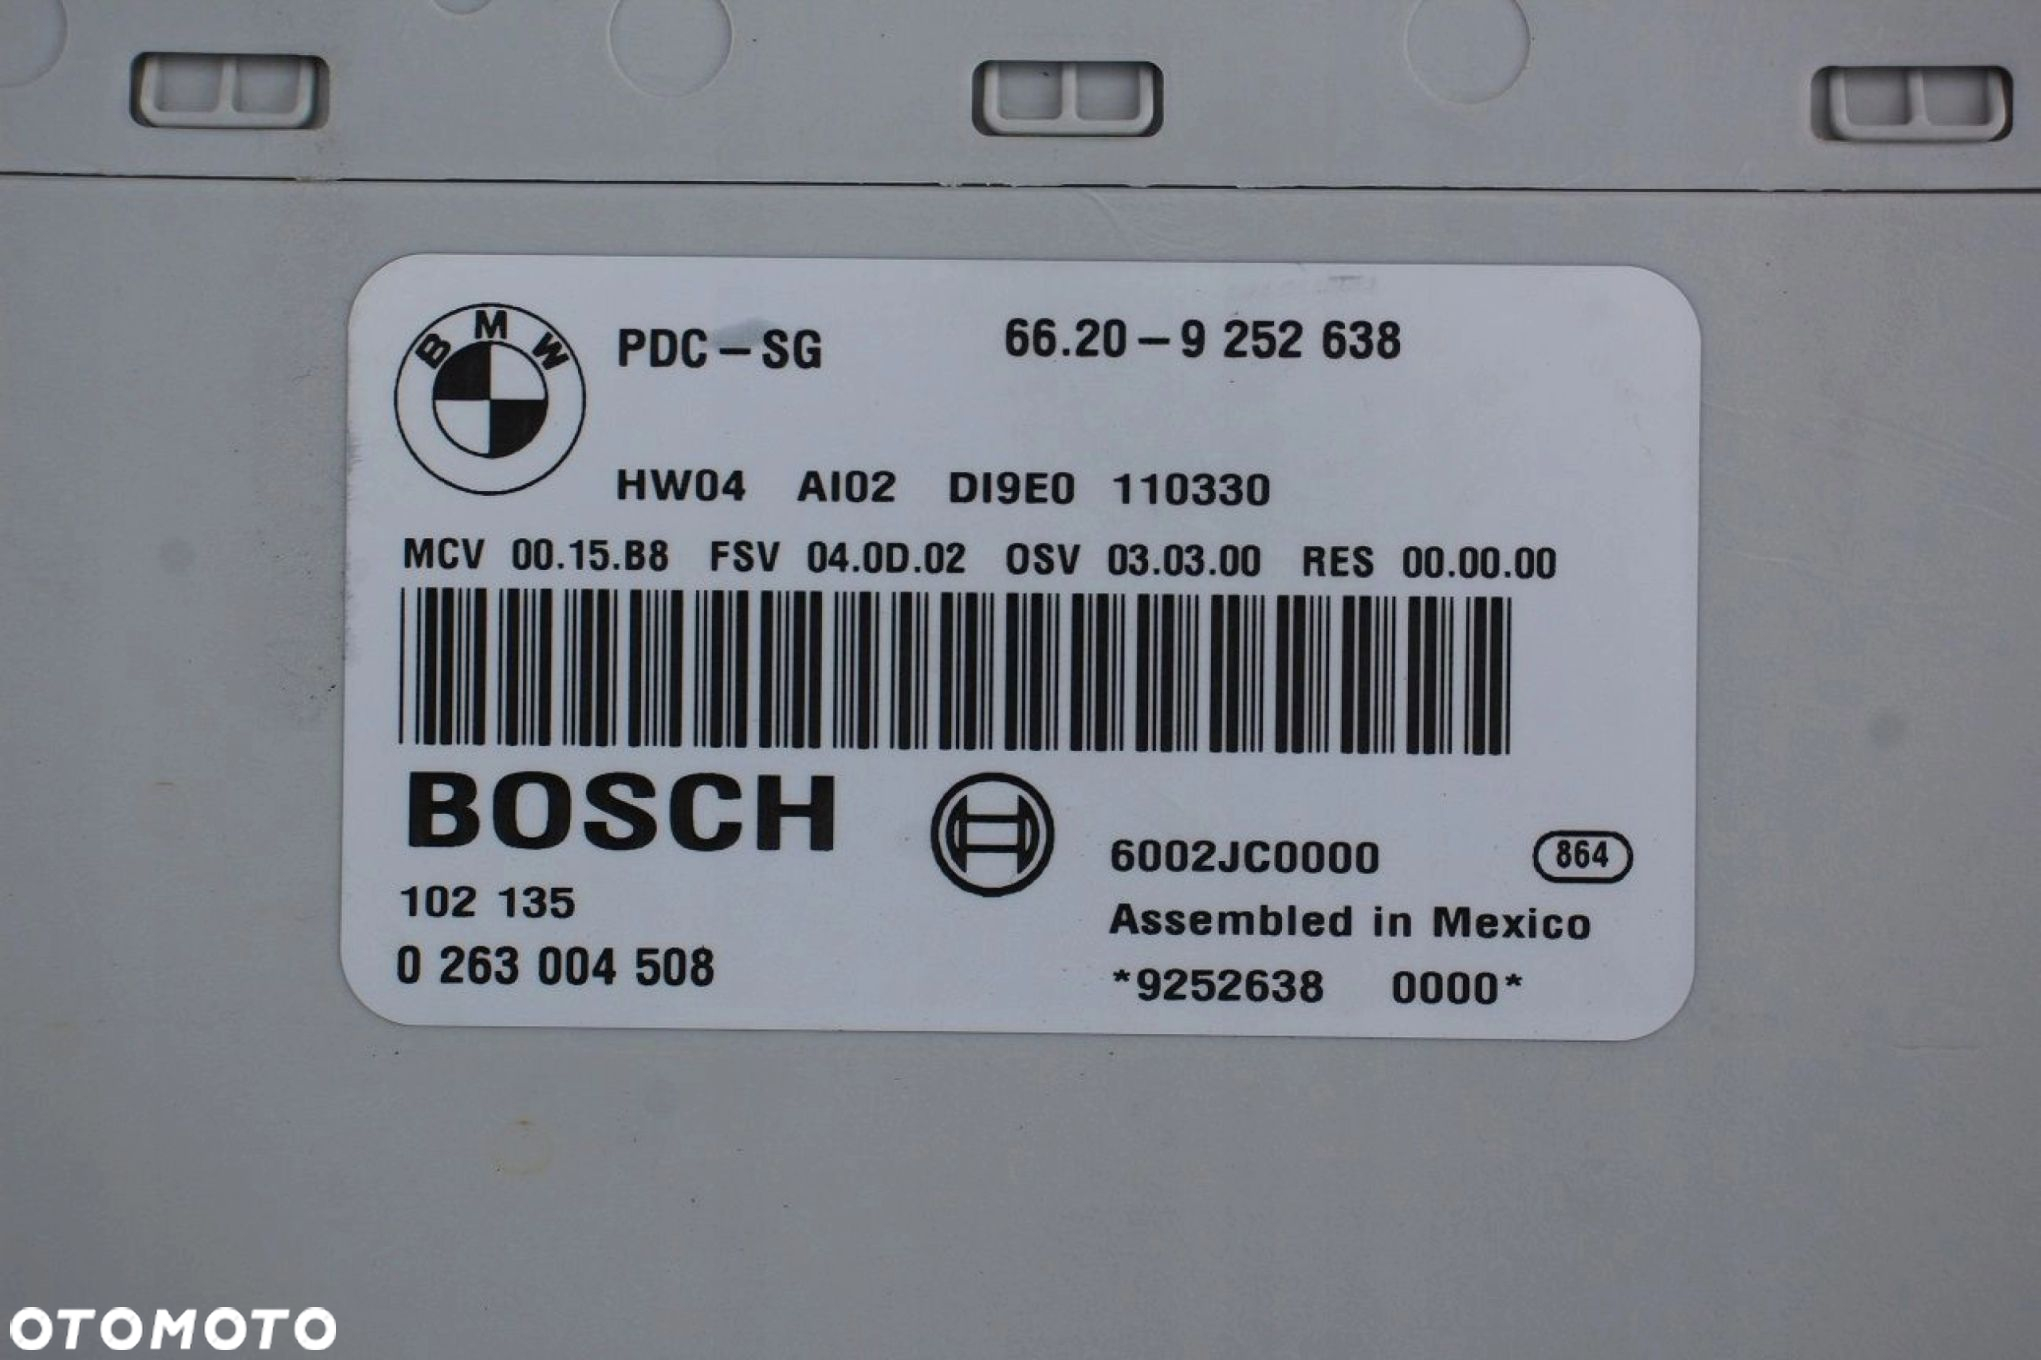 BMW
PDC-SG 66.20-9 252 638
HW04 AI02 DI9E0 110330
MCV 00.15.B8 FSV 04.0D.02 OSV 03.03.00 RES 00.00.00
BOSCH
6002JC0000 864
102 135
Assembled in Mexico
0 263 004 508
*9252638 0000*
OTOMOTO